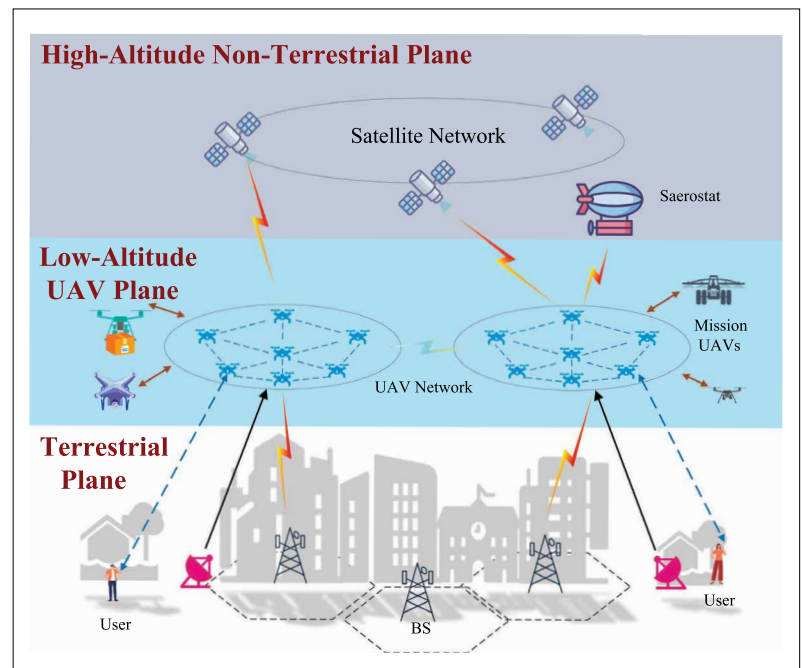 High-Altitude Non-Terrestrial Plane
Satellite Network
Saerostat
Low-Altitude
UAV Plane
Mission
UAVs
UAV Network
Terrestrial
Plane
User
BS
User